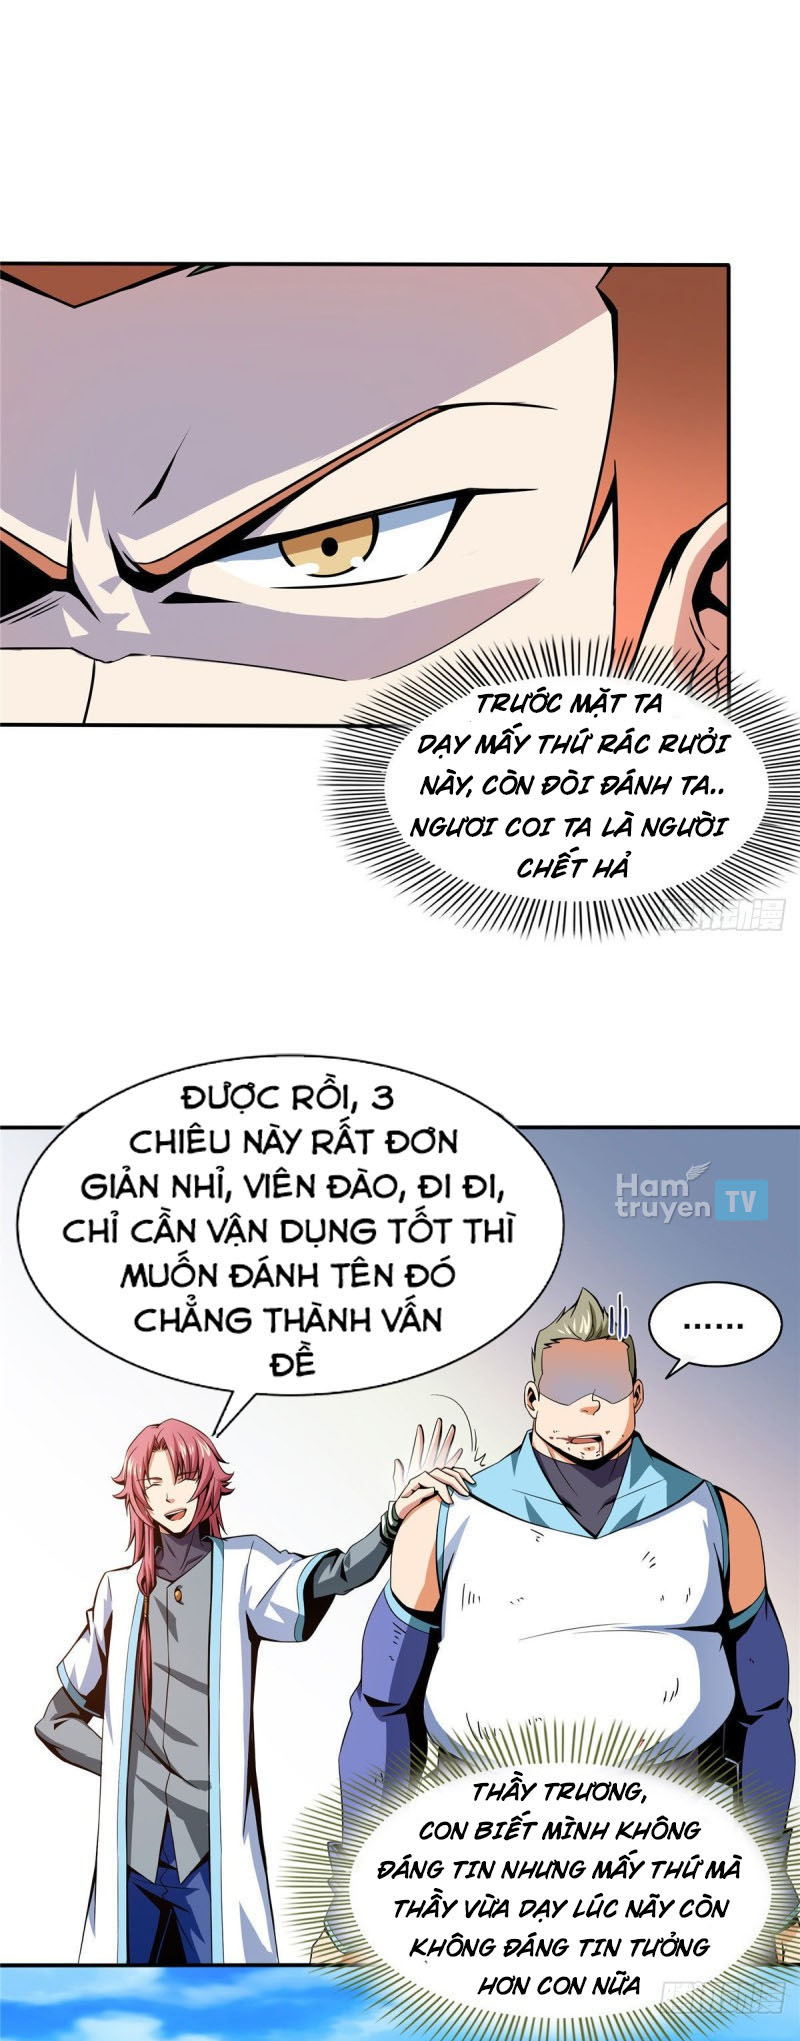 TRƯỚC MẶT TA
DẠY MẤY THỨ RÁC RƯỞI
NÀY, CÒN ĐÒI ĐÁNH TA..
NGƯƠI COI TA LÀ NGƯỜI
CHẾT HẢ
ĐƯỢC RỒI, 3
CHIÊU NÀY RẤT ĐƠN
GIẢN NHỈ, VIÊN ĐÀO, ĐI ĐI,
CHỈ CẦN VẬN DỤNG TỐT THÌ
MUỐN ĐÁNH TÊN ĐÓ
CHẲNG THÀNH VẤN
ĐỀ
Ham
truyen TV
......
THẦY TRƯƠNG,
CON BIẾT MÌNH KHÔNG
ĐÁNG TIN NHƯNG MẤY THỨ MÀ
THẦY VỪA DẠY LÚC NÃY CÒN
KHÔNG ĐÁNG TIN TƯỞNG
HƠN CON NỮA